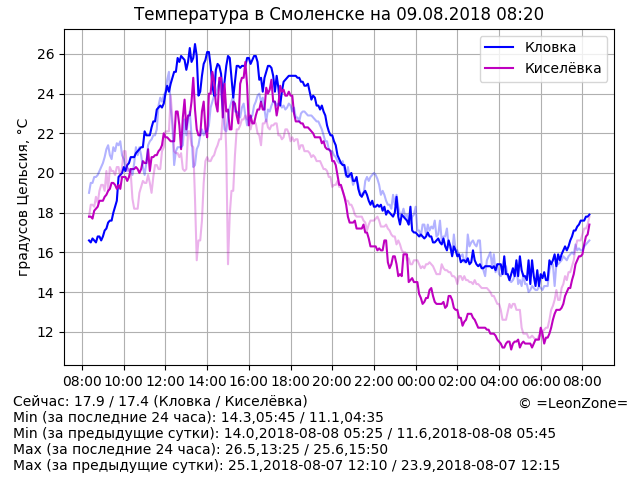 Температура в Смоленске на 09.08.2018 08:20
Кловка
Киселёвка
градусов Цельсия, °C
26
24
22
20
18
16
14
12
08:00 10:00 12:00 14:00 16:00 18:00 20:00 22:00 00:00 02:00 04:00 06:00 08:00
Сейчас: 17.9 / 17.4 (Кловка / Киселёвка)
© =LeonZone=
Min (за последние 24 часа): 14.3,05:45 / 11.1,04:35
Min (за предыдущие сутки): 14.0,2018-08-08 05:25 / 11.6,2018-08-08 05:45
Max (за последние 24 часа): 26.5,13:25 / 25.6,15:50
Max (за предыдущие сутки): 25.1,2018-08-07 12:10 / 23.9,2018-08-07 12:15